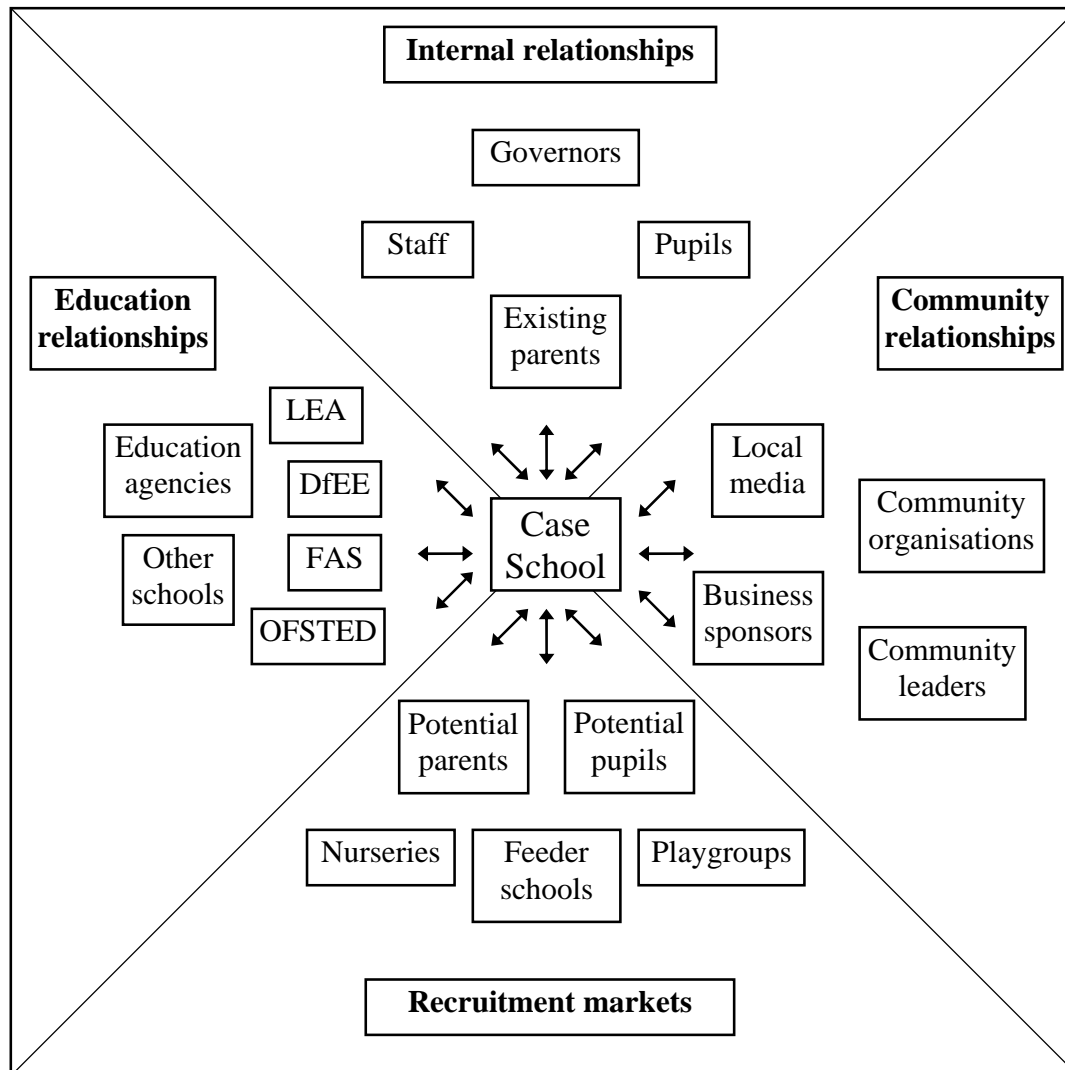 Internal relationships
Governors
Staff
Pupils
Existing
parents
Education
relationships
LEA
Education
agencies
DfEE
Other
schools
FAS
OFSTED
Case
School
Community
relationships
Local
media
Community
organisations
Business
sponsors
Community
leaders
Potential
parents
Potential
pupils
Nurseries
Feeder
schools
Playgroups
Recruitment markets